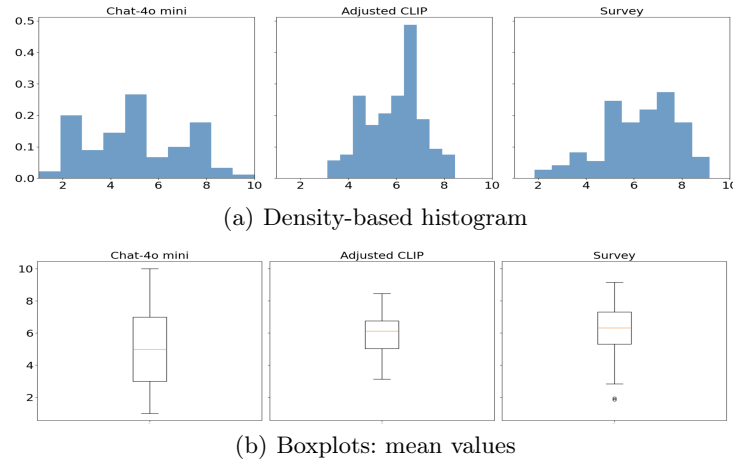 Chat-4o mini Adjusted CLIP Survey
0.5
0.4
0.3
0.2
0.1
0.0
2 4 6 8 10 2 4 6 8 10 2 4 6 8 10
(a) Density-based histogram
Chat-4o mini Adjusted CLIP Survey
10
8
6
4
2
(b) Boxplots: mean values